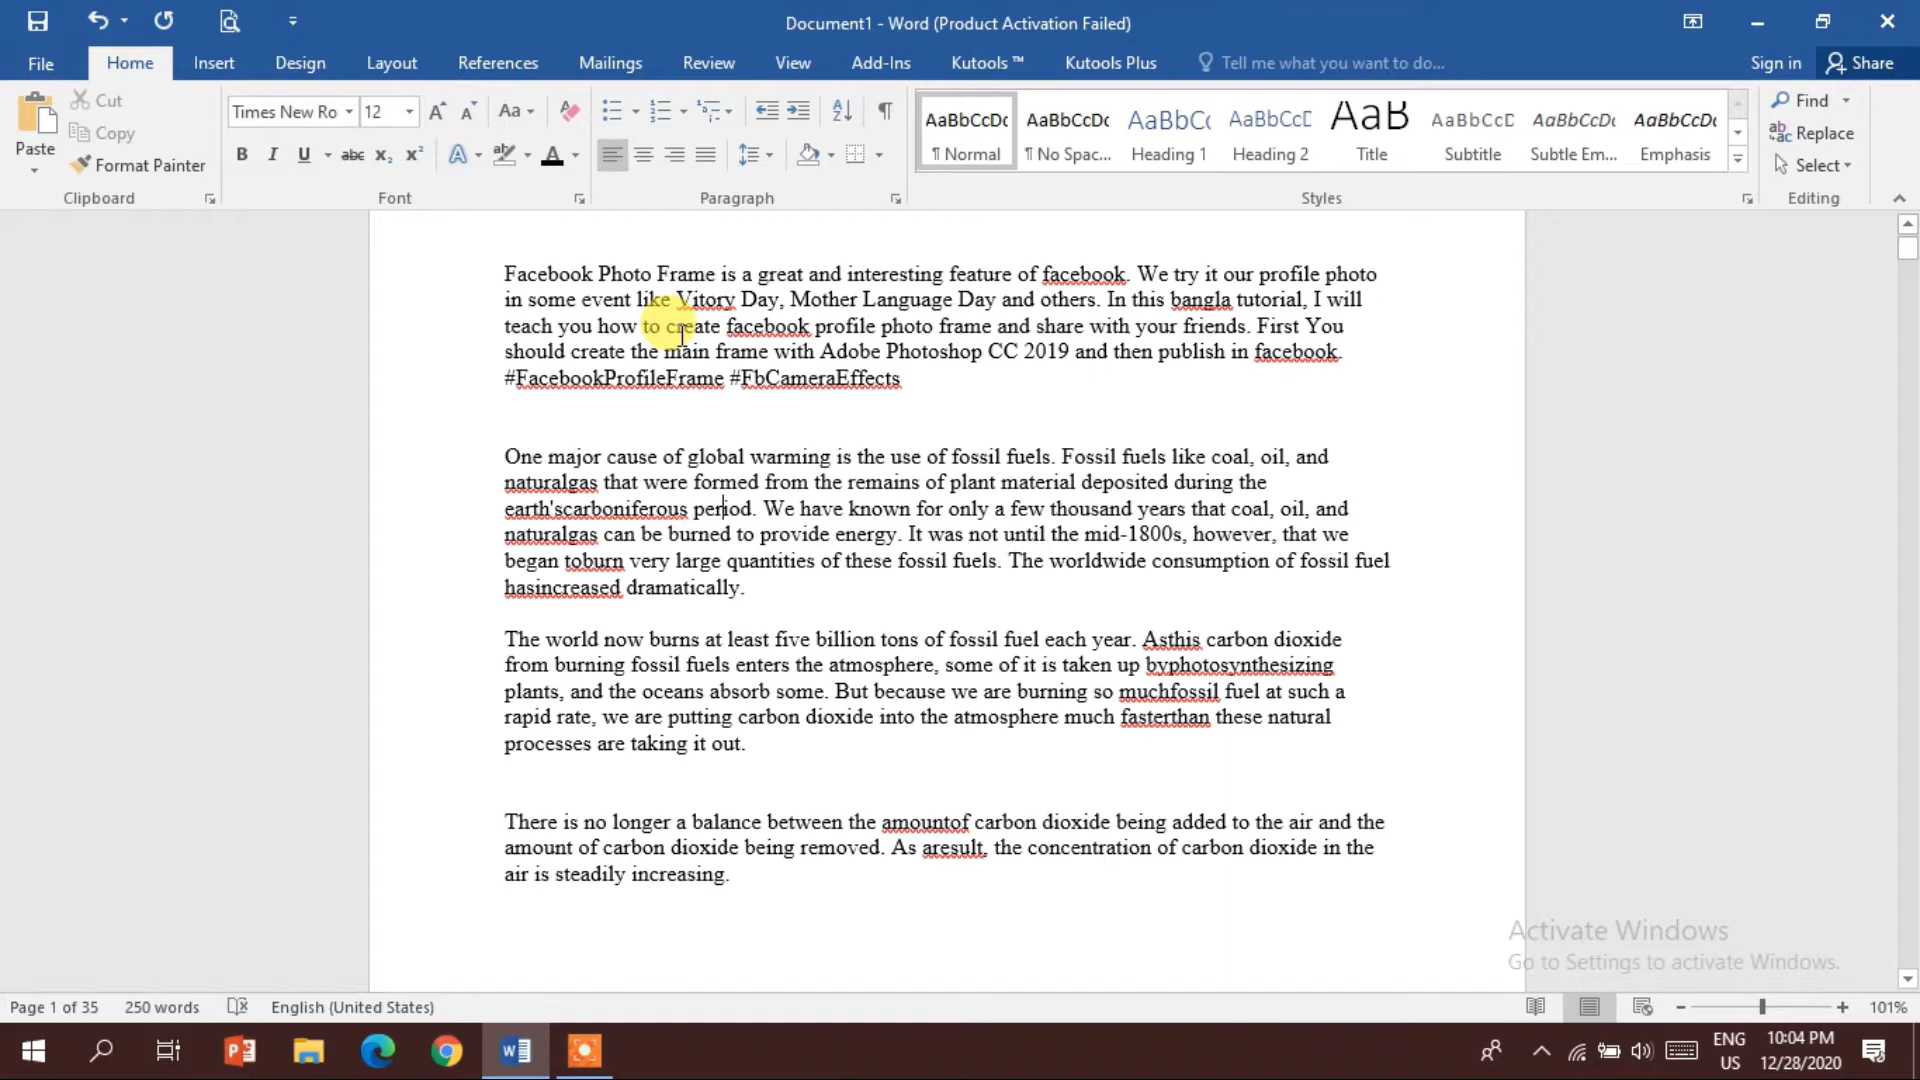 Document1 - Word (Product Activation Failed)
File Home Insert Design Layout References Mailings Review View Add-Ins Kutools ™ Kutools Plus Tell me what you want to do... Sign in Share
Paste Cut Copy Format Painter
Times New Ro 12
B I U abc X₂ X² A ab A Aa
AaBbCcDc AaBbCcDc AaBbC( AaBbCcE AaB AaBbCcD AaBbCcDc AaBbCcDc
¶ Normal ¶ No Spac... Heading 1 Heading 2 Title Subtitle Subtle Em... Emphasis
Find
Replace
Select
Clipboard Font Paragraph Styles Editing
Facebook Photo Frame is a great and interesting feature of facebook. We try it our profile photo
in some event like Vitory Day, Mother Language Day and others. In this bangla tutorial, I will
teach you how to create facebook profile photo frame and share with your friends. First You
should create the main frame with Adobe Photoshop CC 2019 and then publish in facebook.
#FacebookProfileFrame #FbCameraEffects
One major cause of global warming is the use of fossil fuels. Fossil fuels like coal, oil, and
naturalgas that were formed from the remains of plant material deposited during the
earth'scarboniferous period. We have known for only a few thousand years that coal, oil, and
naturalgas can be burned to provide energy. It was not until the mid-1800s, however, that we
began toburn very large quantities of these fossil fuels. The worldwide consumption of fossil fuel
hasincreased dramatically.
The world now burns at least five billion tons of fossil fuel each year. Asthis carbon dioxide
from burning fossil fuels enters the atmosphere, some of it is taken up byphotosynthesizing
plants, and the oceans absorb some. But because we are burning so muchfossil fuel at such a
rapid rate, we are putting carbon dioxide into the atmosphere much fasterthan these natural
processes are taking it out.
There is no longer a balance between the amountof carbon dioxide being added to the air and the
amount of carbon dioxide being removed. As aresult, the concentration of carbon dioxide in the
air is steadily increasing.
Activate Windows
Go to Settings to activate Windows.
Page 1 of 35 250 words English (United States) 101%
ENG 10:04 PM
US 12/28/2020